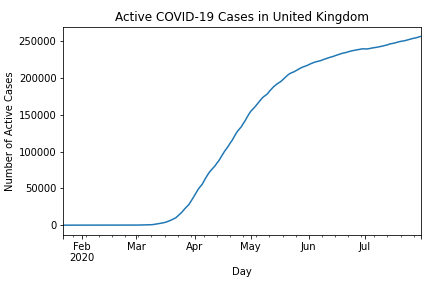 Active COVID-19 Cases in United Kingdom
250000
200000
150000
100000
50000
0
Number of Active Cases
Feb Mar Apr May Jun Jul
2020
Day